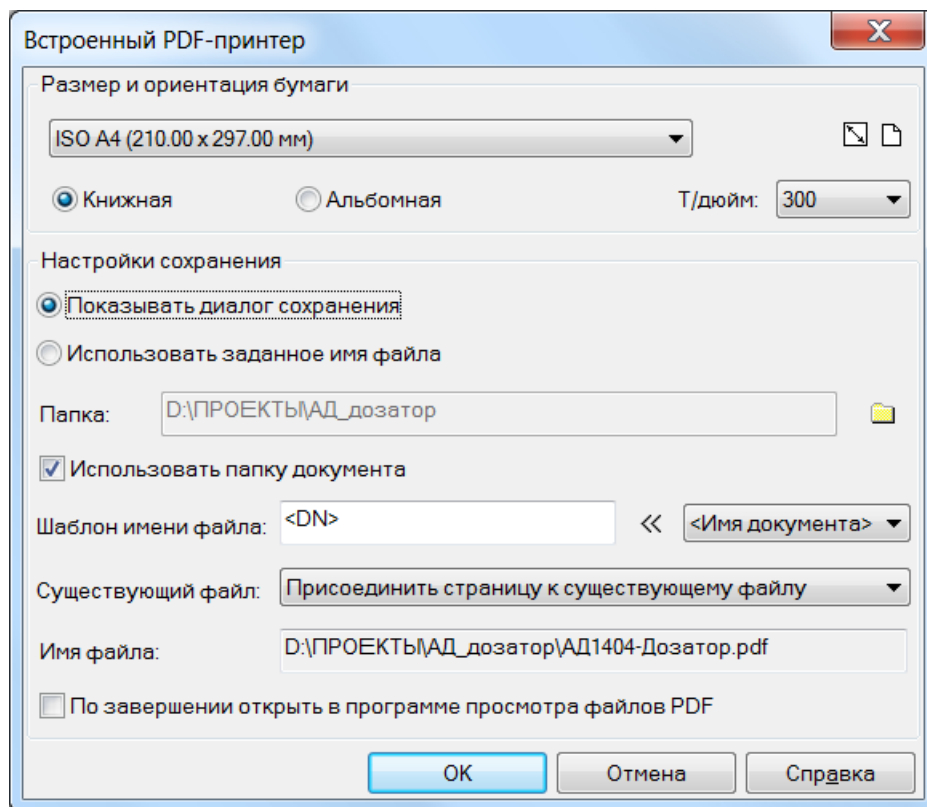 Встроенный PDF-принтер
Размер и ориентация бумаги
ISO A4 (210.00 x 297.00 мм)
Книжная Альбомная Т/дюйм: 300
Настройки сохранения
Показывать диалог сохранения
Использовать заданное имя файла
Папка: D:\ПРОЕКТЫ\АД_дозатор
Использовать папку документа
Шаблон имени файла: <DN> << <Имя документа>
Существующий файл: Присоединить страницу к существующему файлу
Имя файла: D:\ПРОЕКТЫ\АД_дозатор\АД1404-Дозатор.pdf
По завершении открыть в программе просмотра файлов PDF
OK Отмена Справка